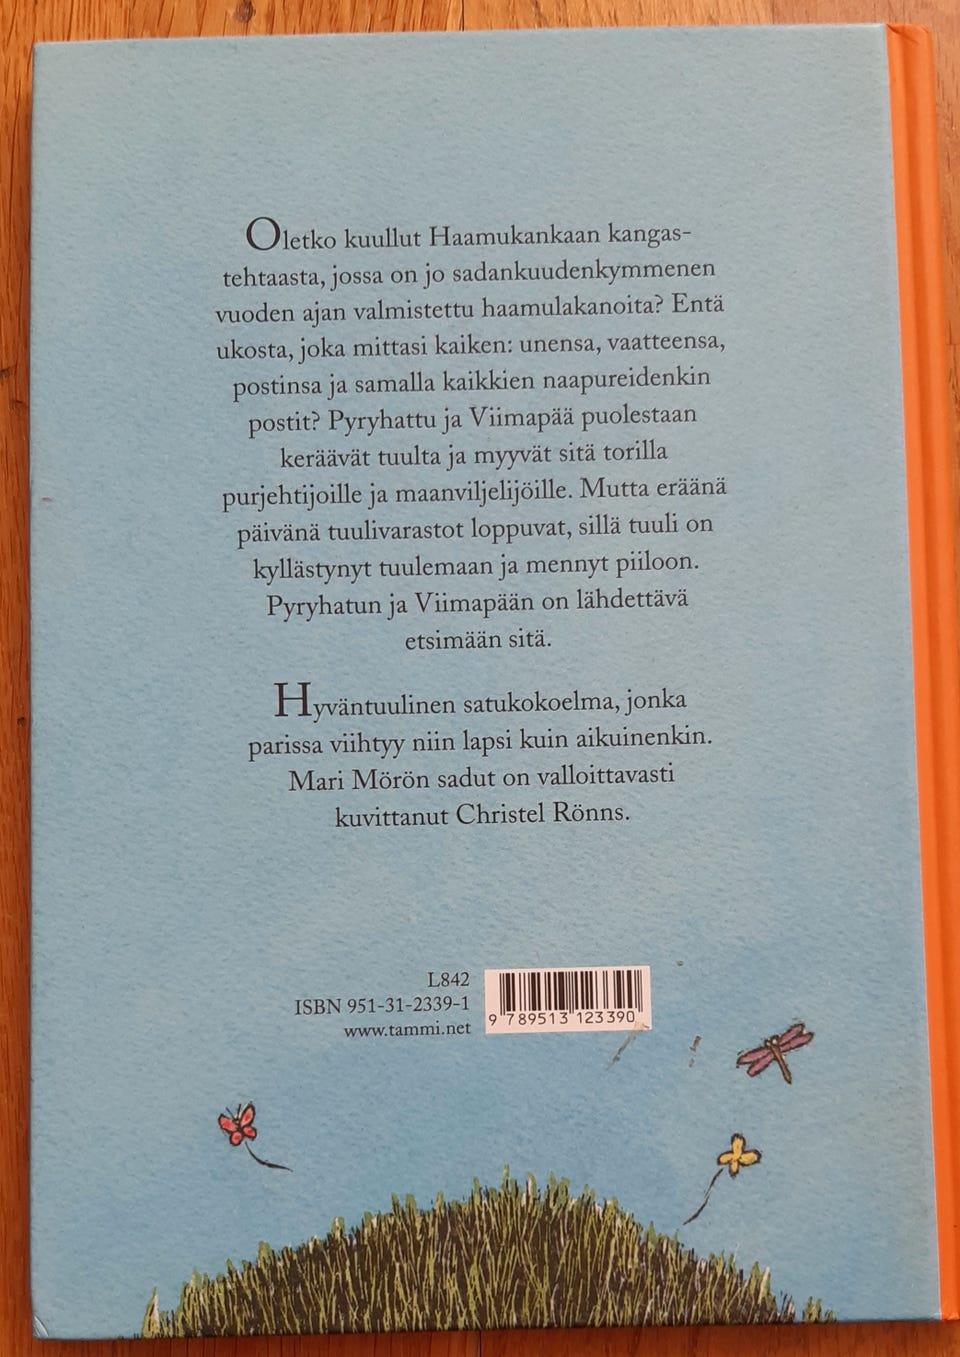 Oletko kuullut Haamukankaan kangas-
tehtaasta, jossa on jo sadankuudenkymmenen
vuoden ajan valmistettu haamulakanoita? Entä
ukosta, joka mittasi kaiken: unensa, vaatteensa,
postinsa ja samalla kaikkien naapureidenkin
postit? Pyryhattu ja Viimapää puolestaan
keräävät tuulta ja myyvät sitä torilla
purjehtijoille ja maanviljelijöille. Mutta eräänä
päivänä tuulivarastot loppuvat, sillä tuuli on
kyllästynyt tuulemaan ja mennyt piiloon.
Pyryhatun ja Viimapään on lähdettävä
etsimään sitä.
Hyväntuulinen satukokoelma, jonka
parissa viihtyy niin lapsi kuin aikuinenkin.
Mari Mörön sadut on valloittavasti
kuvittanut Christel Rönns.
L842
ISBN 951-31-2339-1
www.tammi.net
9 789513 123390